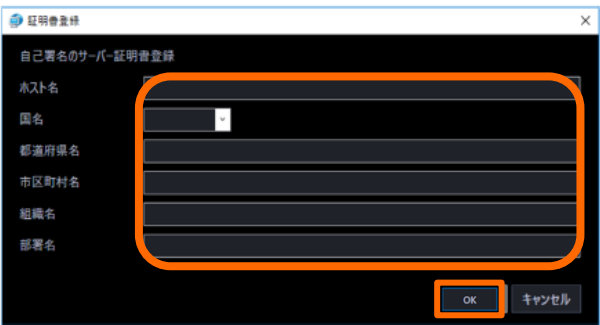 証明書登録
自己署名のサーバー証明書登録
ホスト名
国名
都道府県名
市区町村名
組織名
部署名
OK キャンセル